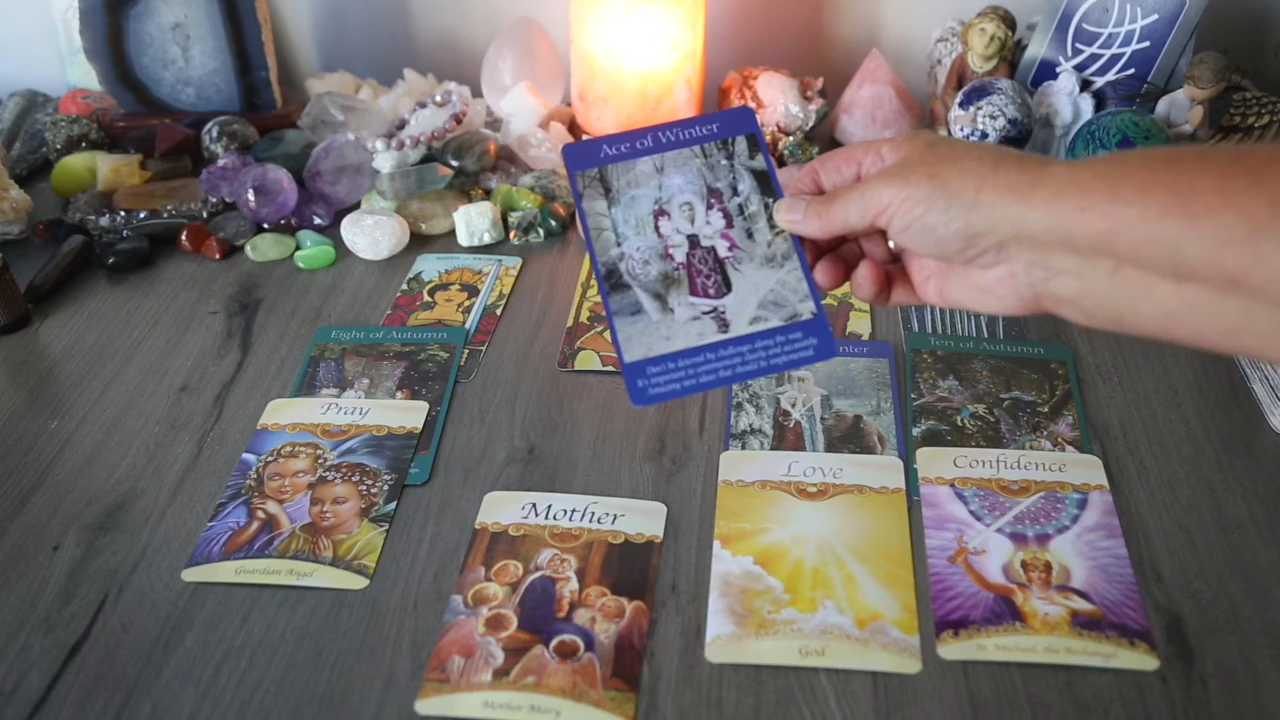 Ace of Winter
Don't be deterred by challenges along the way.
It's important to communicate clearly and accurately.
Amazing new ideas that should be implemented.
Eight of Autumn
Winter
Ten of Autumn
Pray
Guardian Angel
Mother
Mother Mary
Love
God
Confidence
St. Michael, the Archangel